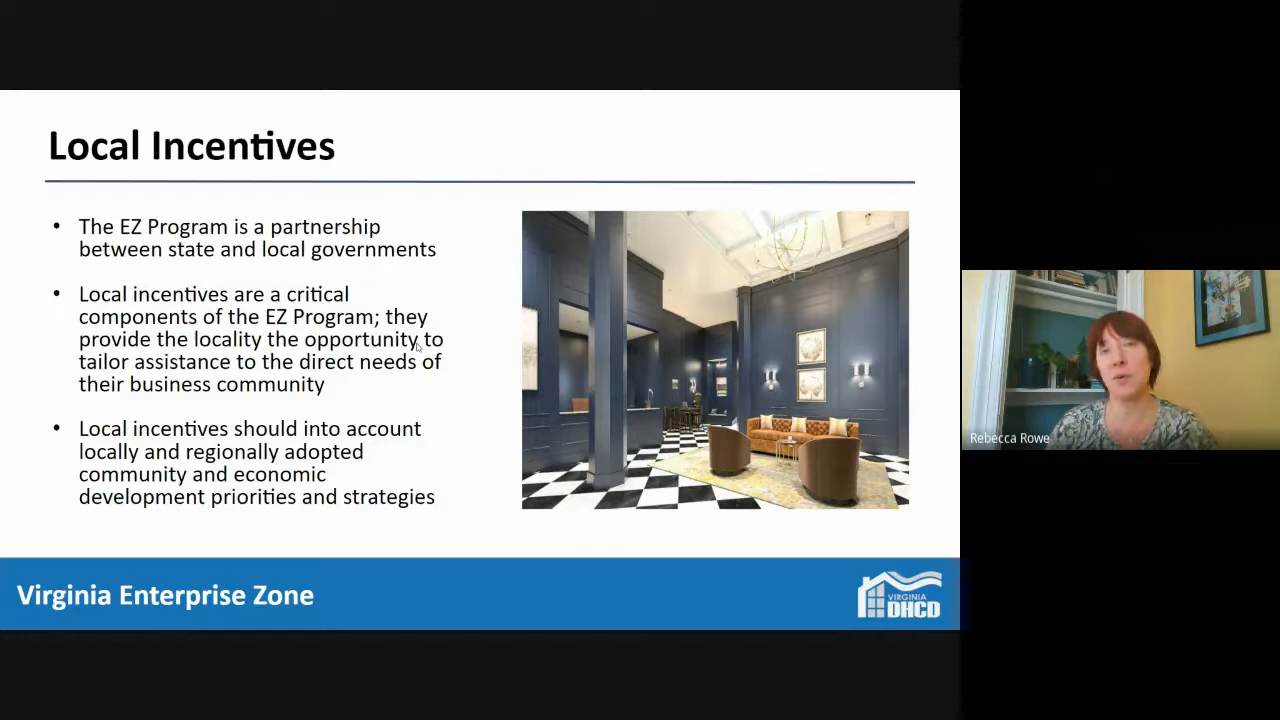 Local Incentives
• The EZ Program is a partnership
between state and local governments
• Local incentives are a critical
components of the EZ Program; they
provide the locality the opportunity to
tailor assistance to the direct needs of
their business community
• Local incentives should into account
locally and regionally adopted
community and economic
development priorities and strategies
Rebecca Rowe
Virginia Enterprise Zone
VIRGINIA
DHCD